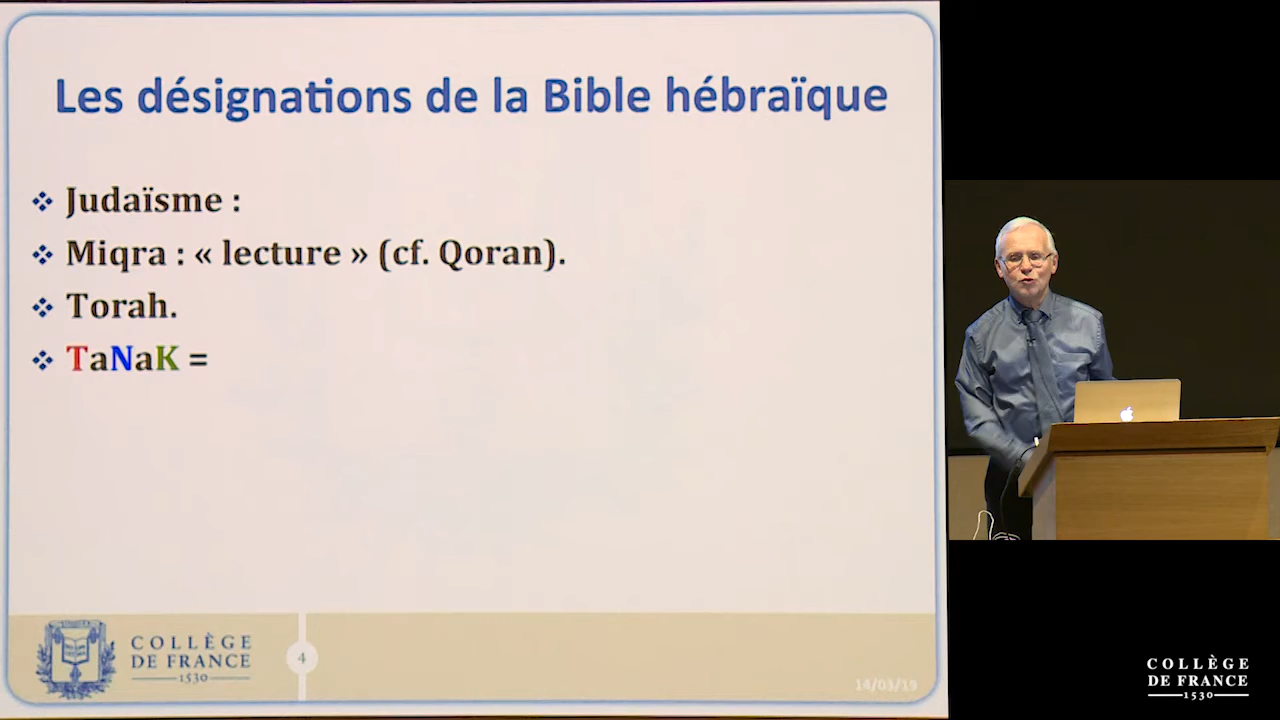 Les désignations de la Bible hébraïque
Judaïsme :
Miqra : « lecture » (cf. Qoran).
Torah.
TaNaK =
COLLÈGE
DE FRANCE
1530
4
14/03/19
COLLÈGE
DE FRANCE
1530